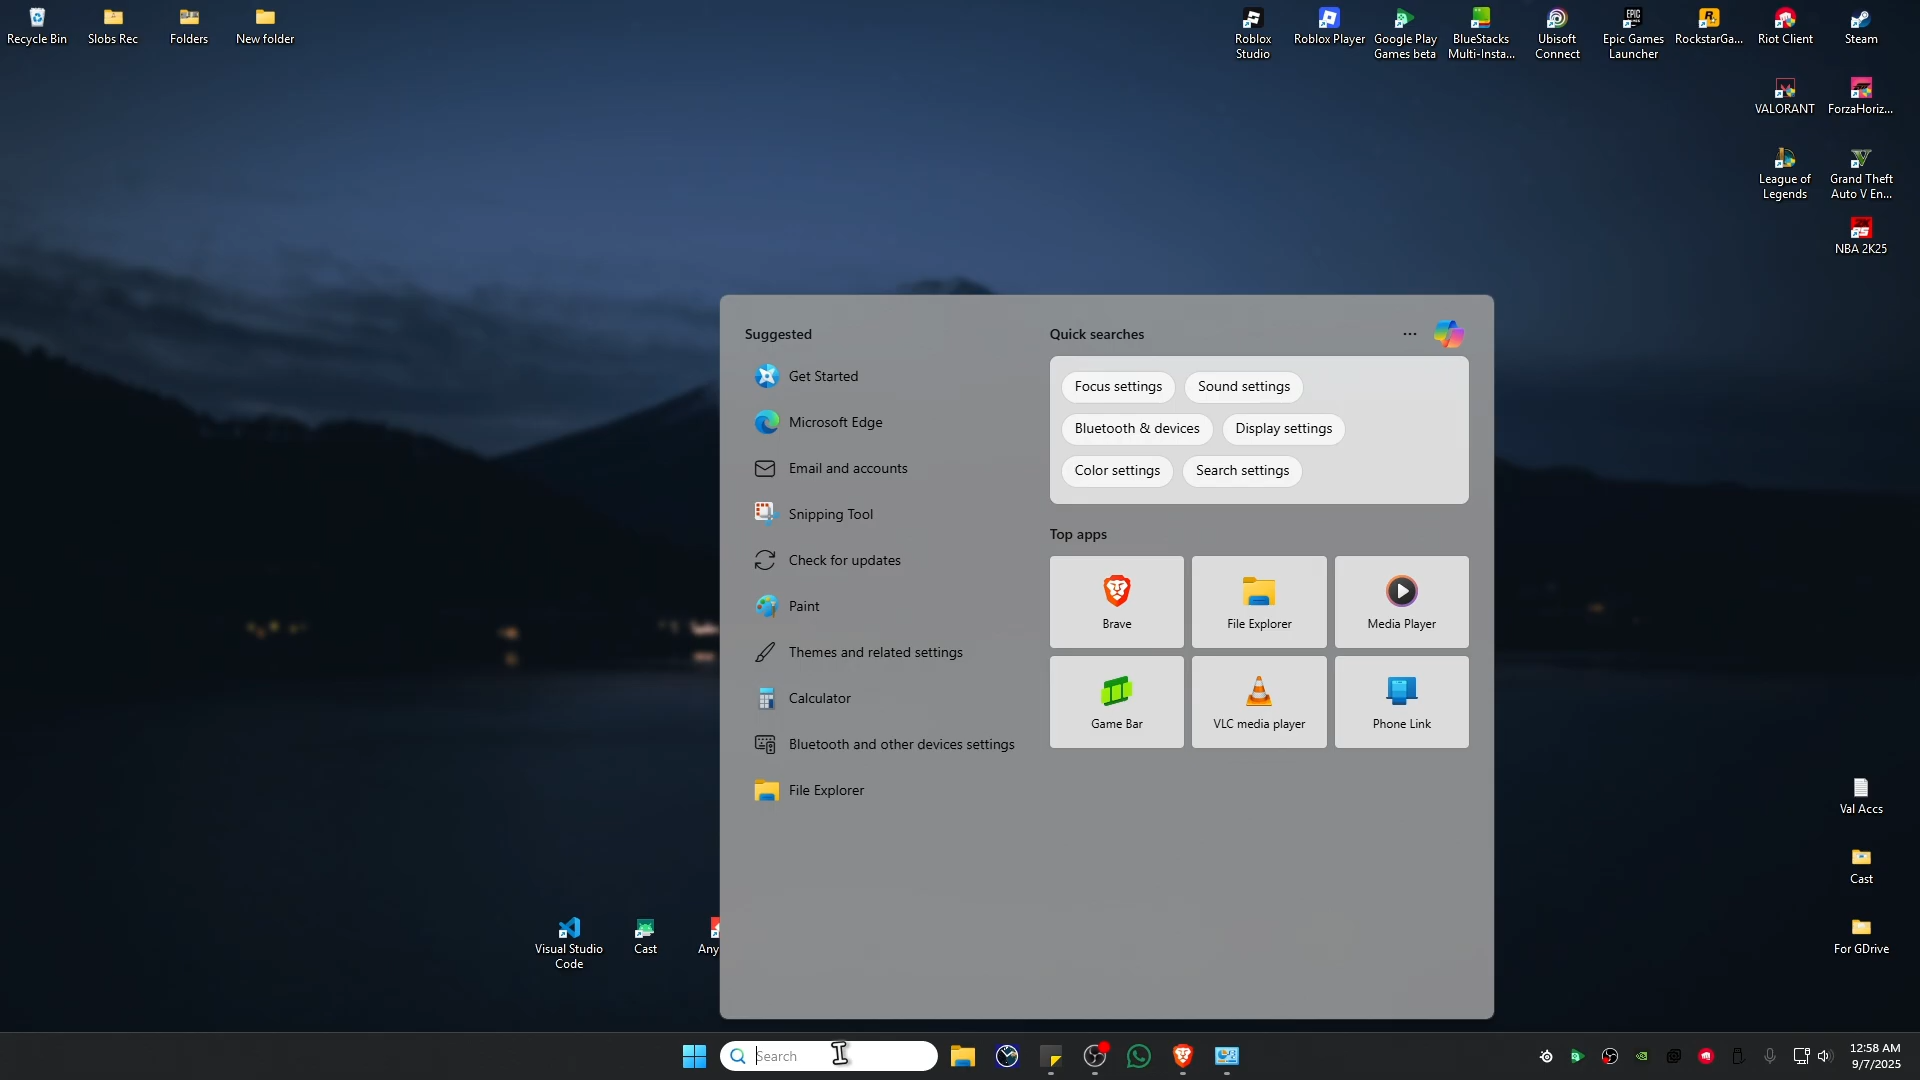 Recycle Bin
Slobs Rec
Folders
New folder
Roblox
Studio
Roblox Player
Google Play
Games beta
BlueStacks
Multi-Insta...
Ubisoft
Connect
Epic Games
Launcher
RockstarGa...
Riot Client
Steam
VALORANT
ForzaHoriz...
League of
Legends
Grand Theft
Auto V En...
NBA 2K25
Suggested
Get Started
Microsoft Edge
Email and accounts
Snipping Tool
Check for updates
Paint
Themes and related settings
Calculator
Bluetooth and other devices settings
File Explorer
Quick searches
Focus settings
Sound settings
Bluetooth & devices
Display settings
Color settings
Search settings
Top apps
Brave
File Explorer
Media Player
Game Bar
VLC media player
Phone Link
Val Accs
Cast
For GDrive
Visual Studio
Code
Cast
Any
Search
12:58 AM
9/7/2025